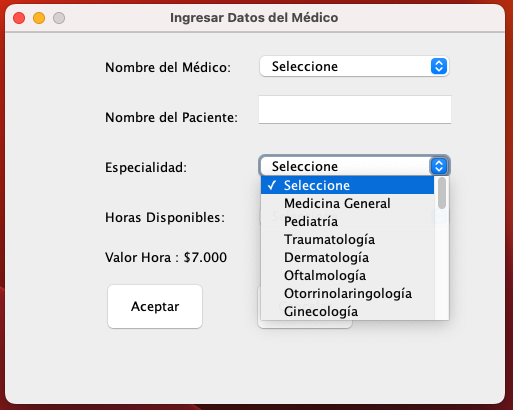 Ingresar Datos del Médico
Nombre del Médico: Seleccione
Nombre del Paciente:
Especialidad: Seleccione
✓ Seleccione
Medicina General
Pediatría
Traumatología
Dermatología
Oftalmología
Otorrinolaringología
Ginecología
Horas Disponibles:
Valor Hora : $7.000
Aceptar